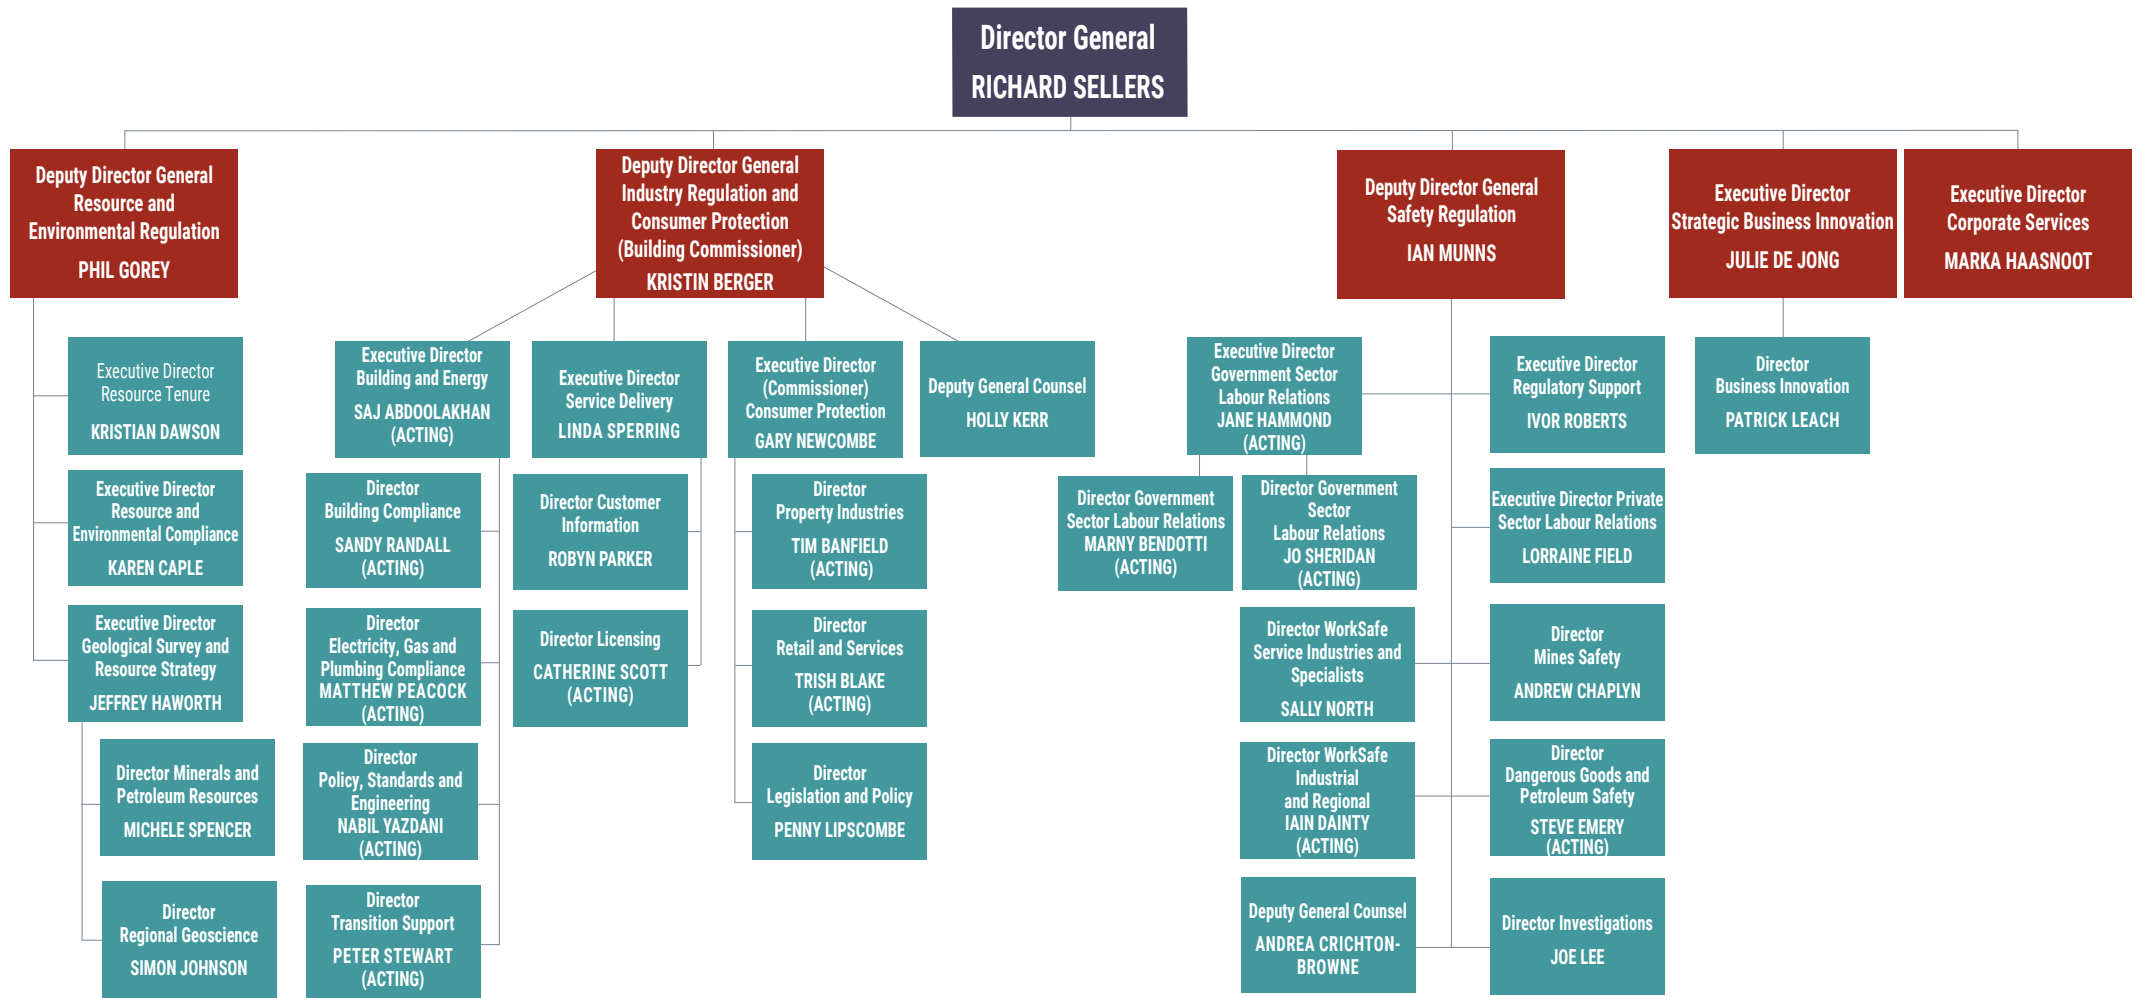 Director General
RICHARD SELLERS
Deputy Director General
Resource and
Environmental Regulation
PHIL GOREY
Deputy Director General
Industry Regulation and
Consumer Protection
(Building Commissioner)
KRISTIN BERGER
Deputy Director General
Safety Regulation
IAN MUNNS
Executive Director
Strategic Business Innovation
JULIE DE JONG
Executive Director
Corporate Services
MARKA HAASNOOT
Executive Director
Resource Tenure
KRISTIAN DAWSON
Executive Director
Resource and
Environmental Compliance
KAREN CAPLE
Executive Director
Geological Survey and
Resource Strategy
JEFFREY HAWORTH
Director Minerals and
Petroleum Resources
MICHELE SPENCER
Director
Regional Geoscience
SIMON JOHNSON
Executive Director
Building and Energy
SAJ ABDOOLAKHAN
(ACTING)
Director
Building Compliance
SANDY RANDALL
(ACTING)
Director
Electricity, Gas and
Plumbing Compliance
MATTHEW PEACOCK
(ACTING)
Director
Policy, Standards and
Engineering
NABIL YAZDANI
(ACTING)
Director
Transition Support
PETER STEWART
(ACTING)
Executive Director
Service Delivery
LINDA SPERRING
Director Customer
Information
ROBYN PARKER
Director Licensing
CATHERINE SCOTT
(ACTING)
Executive Director
(Commissioner)
Consumer Protection
GARY NEWCOMBE
Director
Property Industries
TIM BANFIELD
(ACTING)
Director
Retail and Services
TRISH BLAKE
(ACTING)
Director
Legislation and Policy
PENNY LIPSCOMBE
Deputy General Counsel
HOLLY KERR
Executive Director
Government Sector
Labour Relations
JANE HAMMOND
(ACTING)
Director Government
Sector Labour Relations
MARNY BENDOTTI
(ACTING)
Director Government
Sector
Labour Relations
JO SHERIDAN
(ACTING)
Director WorkSafe
Service Industries and
Specialists
SALLY NORTH
Director WorkSafe
Industrial
and Regional
IAIN DAINTY
(ACTING)
Deputy General Counsel
ANDREA CRICHTON-
BROWNE
Executive Director
Regulatory Support
IVOR ROBERTS
Executive Director Private
Sector Labour Relations
LORRAINE FIELD
Director
Mines Safety
ANDREW CHAPLYN
Director
Dangerous Goods and
Petroleum Safety
STEVE EMERY
(ACTING)
Director Investigations
JOE LEE
Director
Business Innovation
PATRICK LEACH